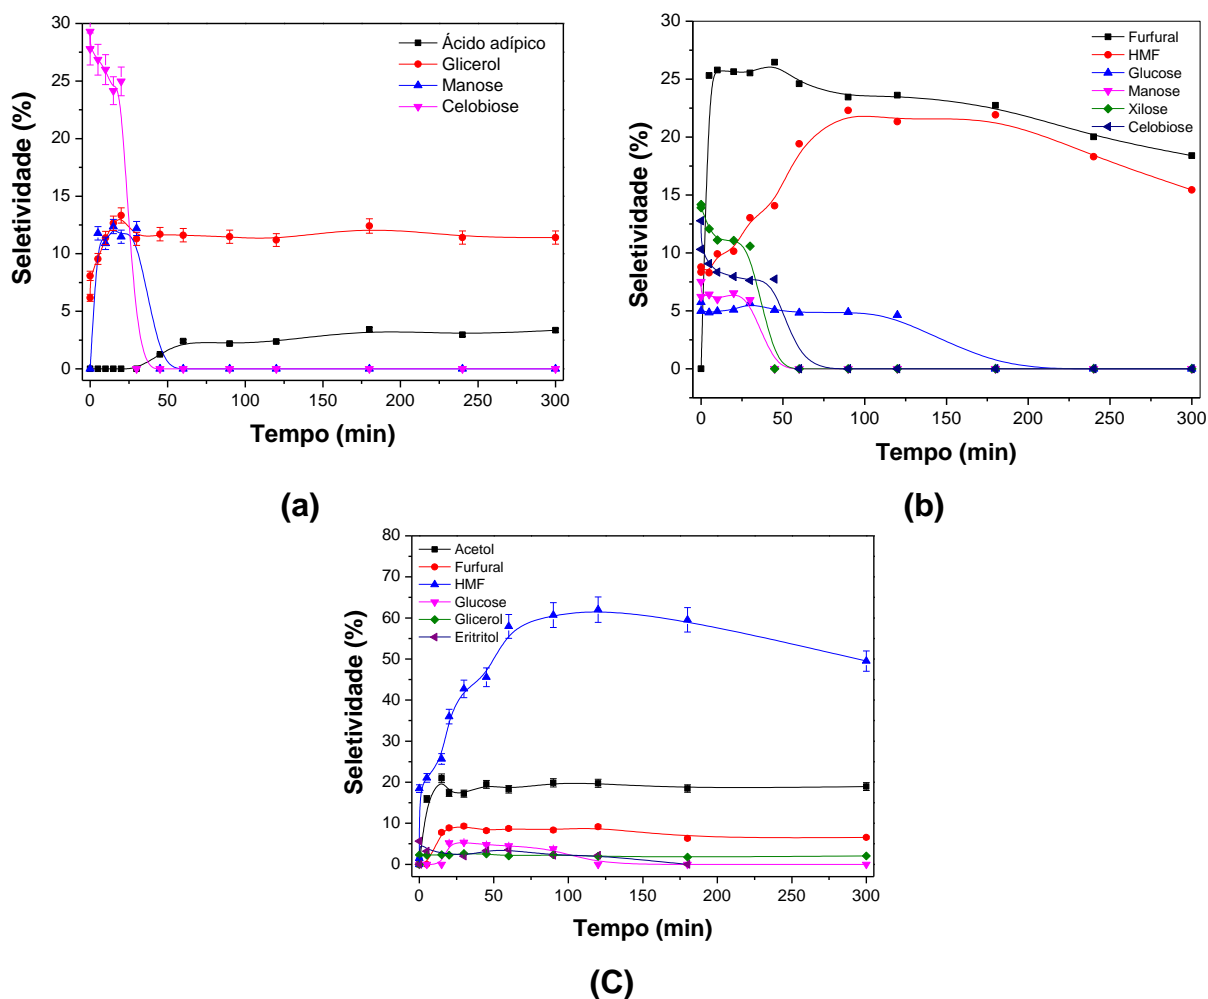 30
25
20
15
10
5
0
Seletividade (%)
Ácido adípico
Glicerol
Manose
Celobiose
0 50 100 150 200 250 300
Tempo (min)
(a)
30
25
20
15
10
5
0
Seletividade (%)
Furfural
HMF
Glucose
Manose
Xilose
Celobiose
0 50 100 150 200 250 300
Tempo (min)
(b)
80
70
60
50
40
30
20
10
0
Seletividade (%)
Acetol
Furfural
HMF
Glucose
Glicerol
Eritritol
0 50 100 150 200 250 300
Tempo (min)
(C)